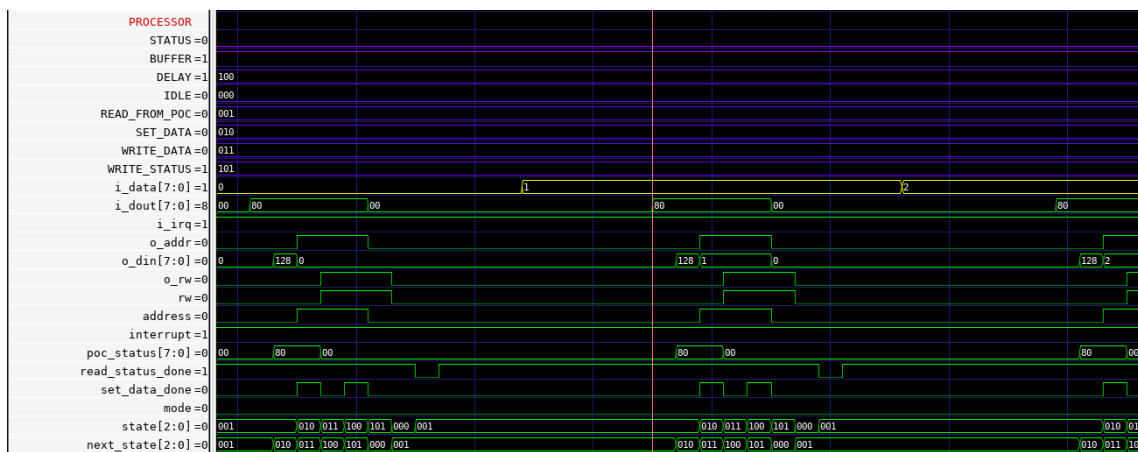 PROCESSOR
STATUS =0
BUFFER =1
DELAY =1 100
IDLE =0 000
READ_FROM_POC =0 001
SET_DATA =0 010
WRITE_DATA =0 011
WRITE_STATUS =1 101
i_data[7:0] =1 0 1 2
i_dout[7:0] =8 00 80 00 80 00 80
i_irq =1
o_addr =0
o_din[7:0] =0 0 128 0 128 1 0 128 2
o_rw =0
rw =0
address =0
interrupt =1
poc_status[7:0] =0 00 80 00 80 00 80 00
read_status_done =1
set_data_done =0
mode =0
state[2:0] =0 001 010 011 100 101 000 001 010 011 100 101 000 001 010 01
next_state[2:0] =0 001 010 011 100 101 000 001 010 011 100 101 000 001 010 011 10